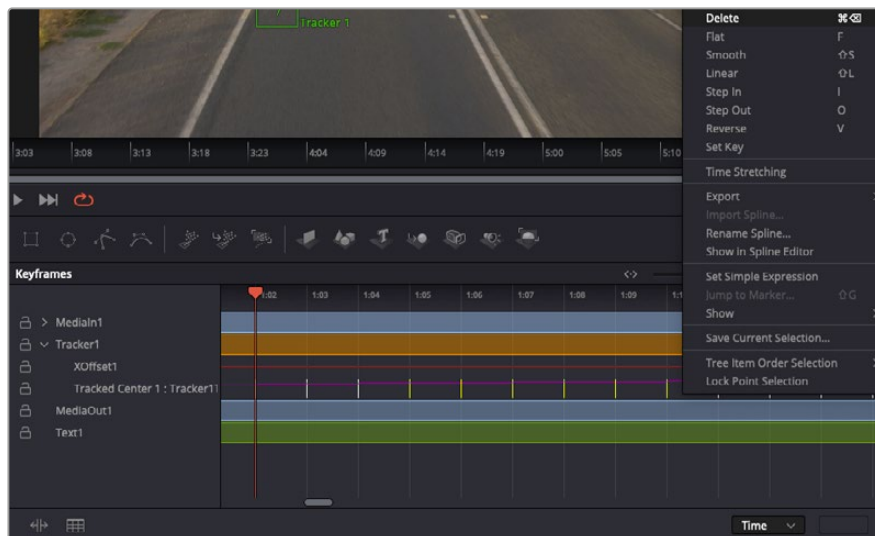 Tracker 1
Delete ⌘⌫
Flat F
Smooth ⇧S
Linear ⇧L
Step In I
Step Out O
Reverse V
Set Key
Time Stretching
Export
Import Spline...
Rename Spline...
Show in Spline Editor
Set Simple Expression
Jump to Marker... ⇧G
Show
Save Current Selection...
Tree Item Order Selection
Lock Point Selection
3:03 3:08 3:13 3:18 3:23 4:04 4:09 4:14 4:19 5:00 5:05 5:10
Keyframes
1:02 1:03 1:04 1:05 1:06 1:07 1:08 1:09
MediaIn1
Tracker1
XOffset1
Tracked Center 1 : Tracker1
MediaOut1
Text1
Time